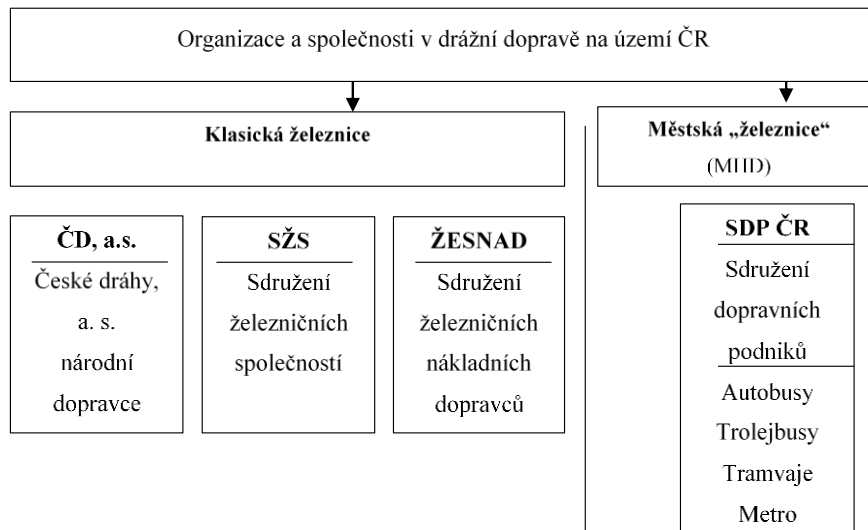 Organizace a společnosti v drážní dopravě na území ČR
Klasická železnice
Městská „železnice“
(MHD)
ČD, a.s.
České dráhy,
a. s.
národní
dopravce
SŽS
Sdružení
železničních
společností
ŽESNAD
Sdružení
železničních
nákladních
dopravců
SDP ČR
Sdružení
dopravních
podniků
Autobusy
Trolejbusy
Tramvaje
Metro